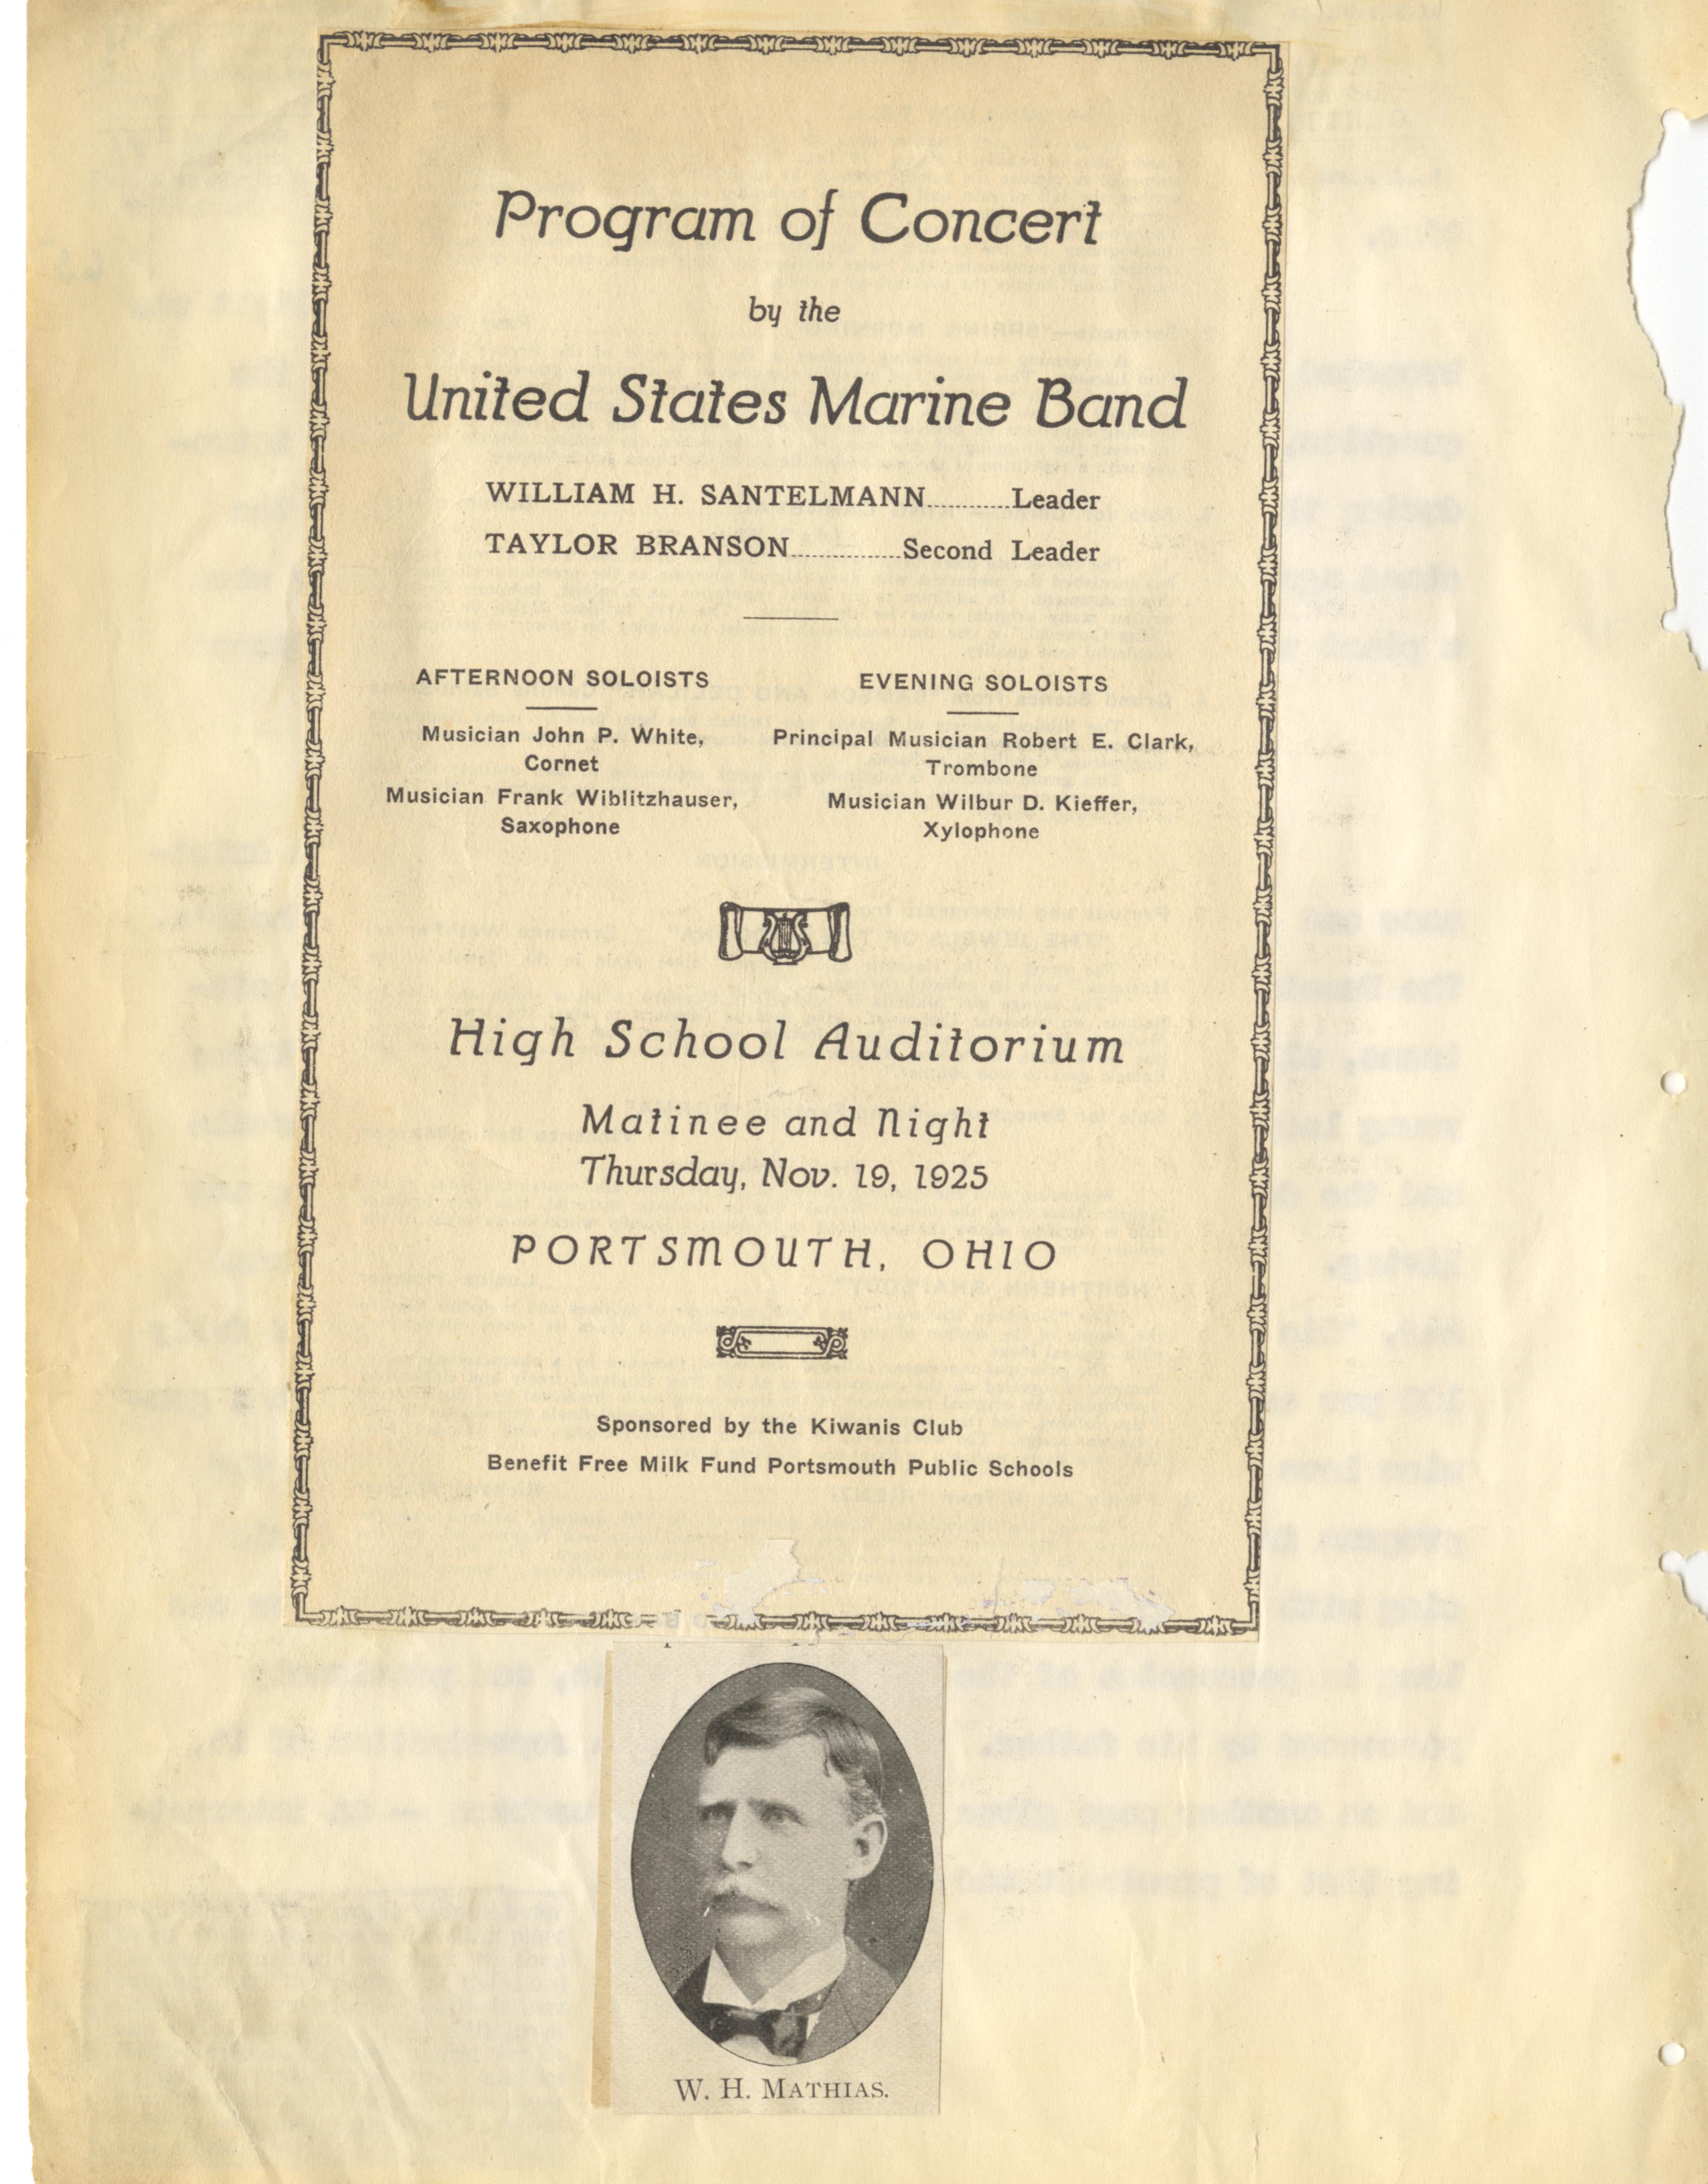 Program of Concert
by the
United States Marine Band
WILLIAM H. SANTELMANN............Leader
TAYLOR BRANSON................Second Leader
AFTERNOON SOLOISTS
Musician John P. White,
Cornet
Musician Frank Wiblitzhauser,
Saxophone
EVENING SOLOISTS
Principal Musician Robert E. Clark,
Trombone
Musician Wilbur D. Kieffer,
Xylophone
High School Auditorium
Matinee and Night
Thursday, Nov. 19, 1925
PORTSMOUTH, OHIO
Sponsored by the Kiwanis Club
Benefit Free Milk Fund Portsmouth Public Schools
W. H. MATHIAS.